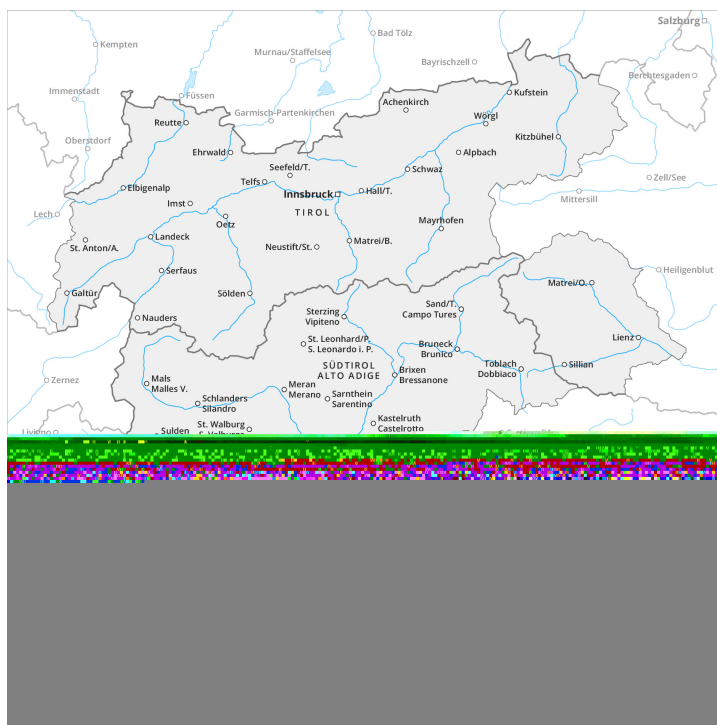 Salzburg
Bad Tölz
Kempten
Murnau/Staffelsee
Bayrischzell
Berchtesgaden
Immenstadt
Füssen
Kufstein
Achenkirch
Garmisch-Partenkirchen
Wörgl
Reutte
Kitzbühel
Oberstdorf
Ehrwald
Alpbach
Seefeld/T.
Schwaz
Telfs
Zell/See
Elbigenalp
Innsbruck
Hall/T.
Mittersill
Imst
TIROL
Lech
Oetz
Mayrhofen
Landeck
Matrei/B.
St. Anton/A.
Neustift/St.
Serfaus
Heiligenblut
Matrei/O.
Galtür
Sölden
Sand/T.
Campo Tures
Sterzing
Vipiteno
Nauders
Lienz
St. Leonhard/P.
S. Leonardo i. P.
Bruneck
Brunico
SÜDTIROL
ALTO ADIGE
Toblach
Dobbiaco
Sillian
Brixen
Bressanone
Zernez
Mals
Malles V.
Meran
Merano
Sarnthein
Sarentino
Schlanders
Silandro
Kastelruth
Castelrotto
St. Walburg
Sulden
Livigno